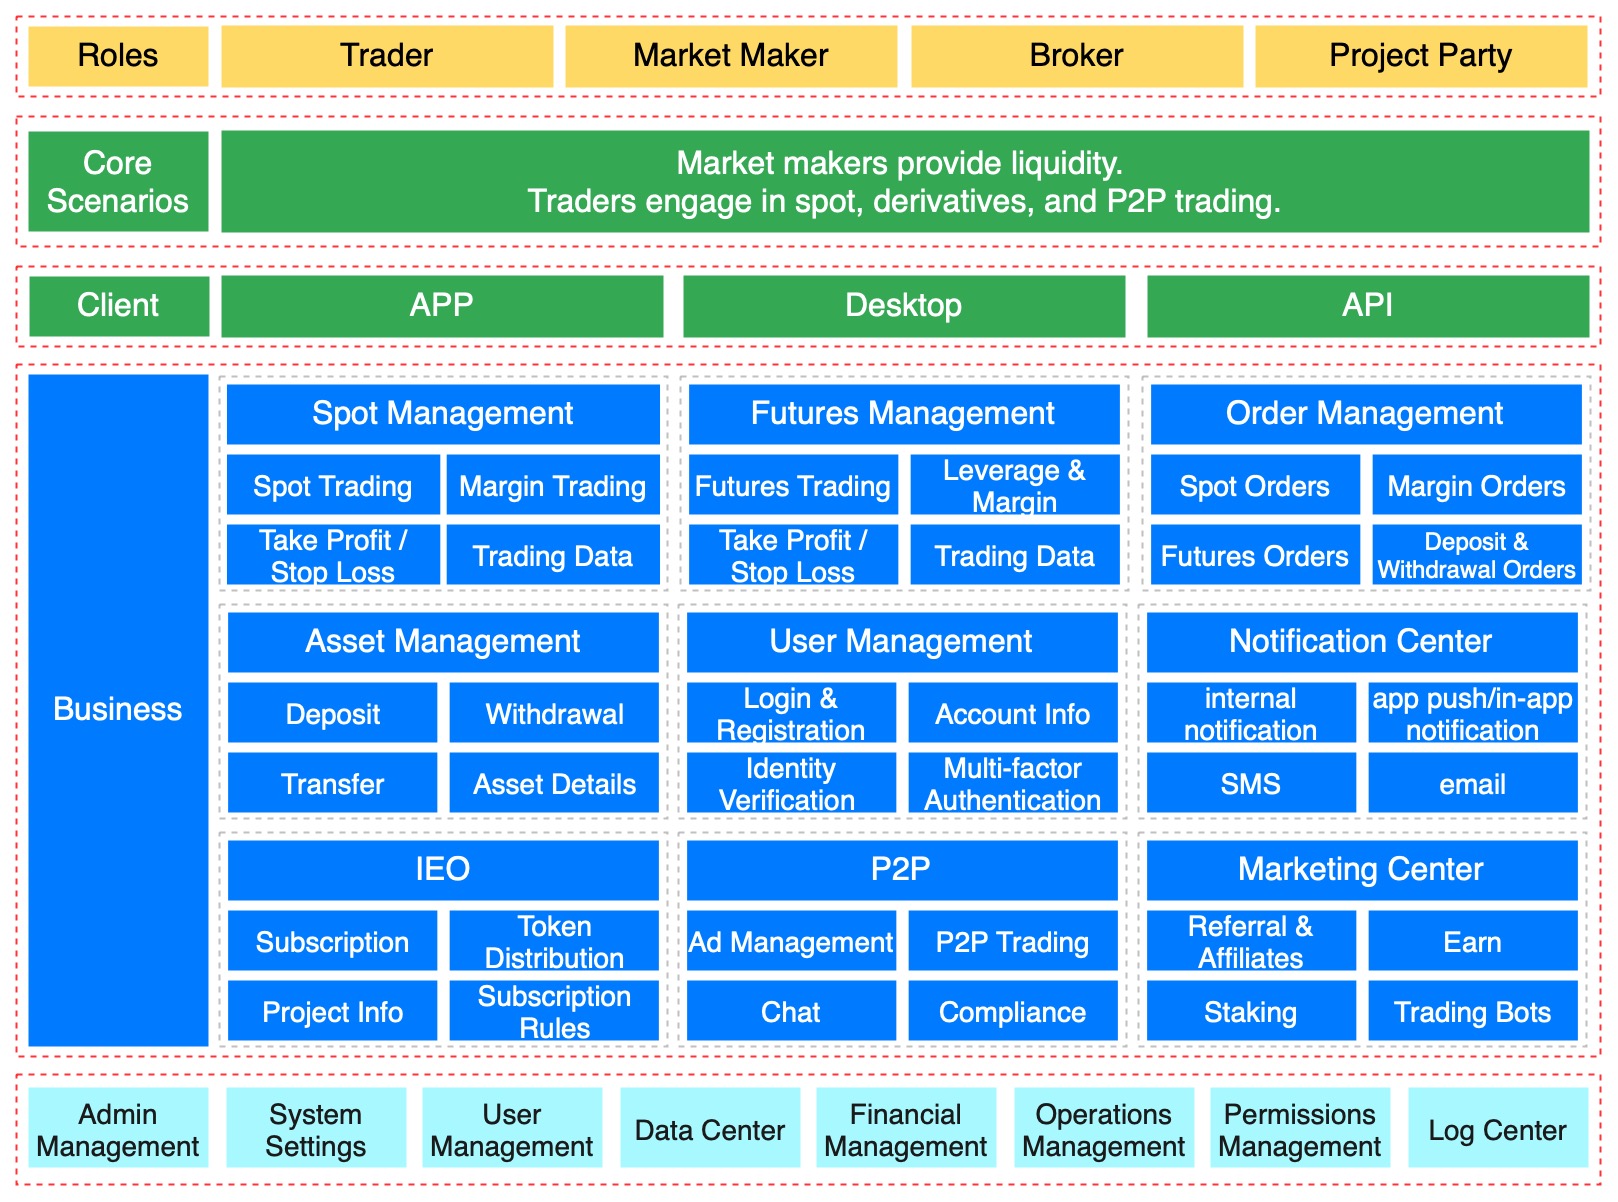 Roles
Trader
Market Maker
Broker
Project Party
Core
Scenarios
Market makers provide liquidity.
Traders engage in spot, derivatives, and P2P trading.
Client
APP
Desktop
API
Business
Spot Management
Spot Trading
Margin Trading
Take Profit /
Stop Loss
Trading Data
Futures Management
Futures Trading
Leverage &
Margin
Take Profit /
Stop Loss
Trading Data
Order Management
Spot Orders
Margin Orders
Futures Orders
Deposit &
Withdrawal Orders
Asset Management
Deposit
Withdrawal
Transfer
Asset Details
User Management
Login &
Registration
Account Info
Identity
Verification
Multi-factor
Authentication
Notification Center
internal
notification
app push/in-app
notification
SMS
email
IEO
Subscription
Token
Distribution
Project Info
Subscription
Rules
P2P
Ad Management
P2P Trading
Chat
Compliance
Marketing Center
Referral &
Affiliates
Earn
Staking
Trading Bots
Admin
Management
System
Settings
User
Management
Data Center
Financial
Management
Operations
Management
Permissions
Management
Log Center